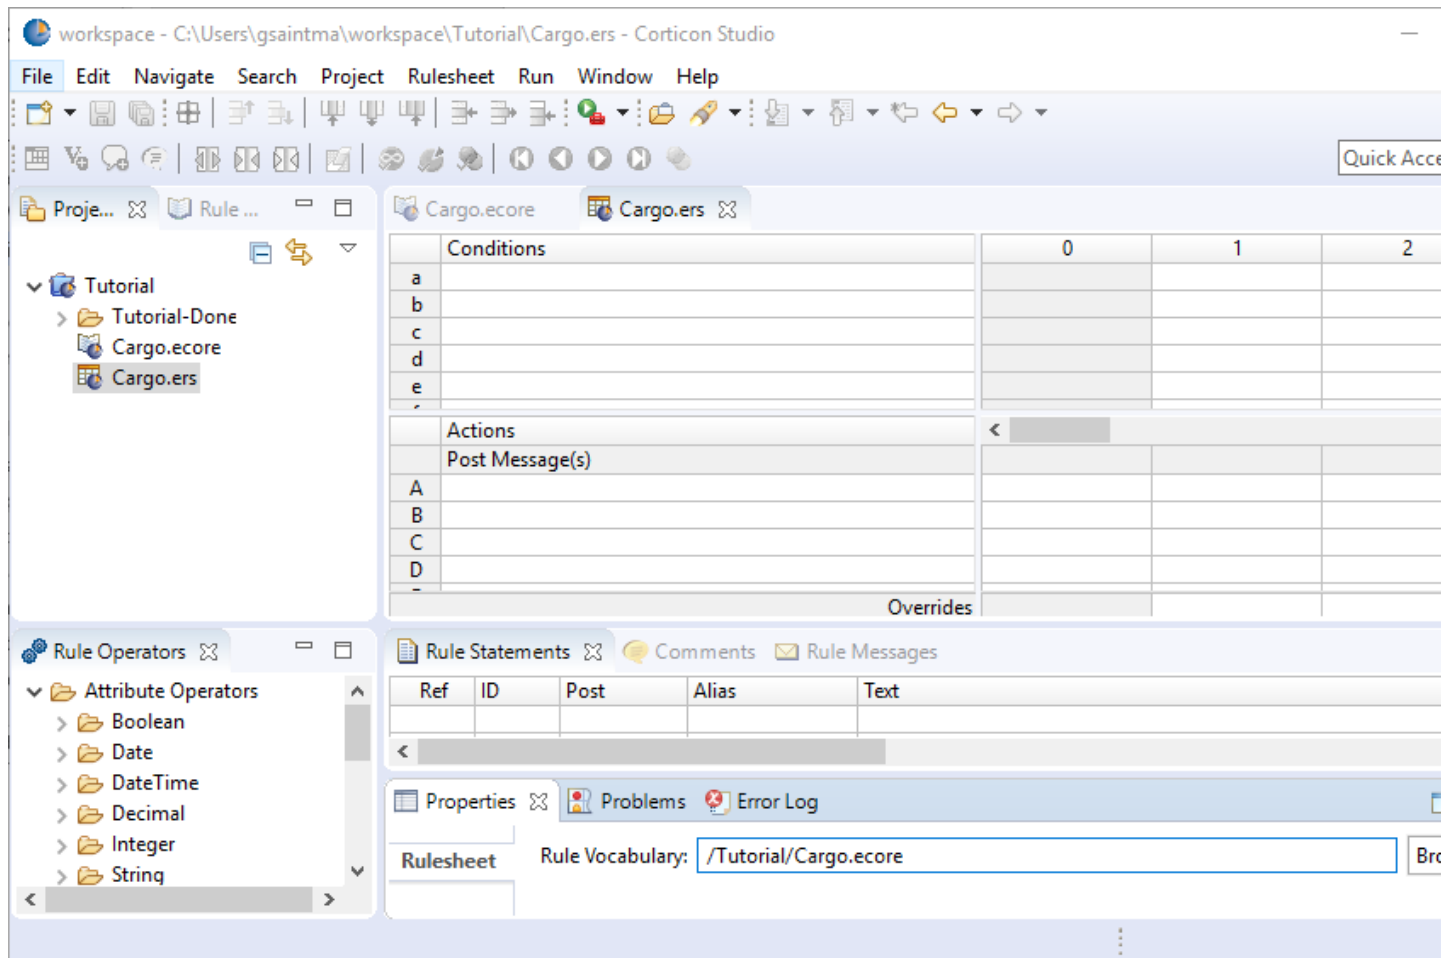 workspace - C:\Users\gsaintma\workspace\Tutorial\Cargo.ers - Corticon Studio
File Edit Navigate Search Project Rulesheet Run Window Help
Quick Acce
Proje... Rule ...
Cargo.ecore Cargo.ers
Conditions 0 1 2
a
b
c
d
e
Tutorial
Tutorial-Done
Cargo.ecore
Cargo.ers
Actions
Post Message(s)
A
B
C
D
Overrides
Rule Operators
Attribute Operators
Boolean
Date
DateTime
Decimal
Integer
String
Rule Statements Comments Rule Messages
Ref ID Post Alias Text
Properties Problems Error Log
Rulesheet Rule Vocabulary: /Tutorial/Cargo.ecore Bro